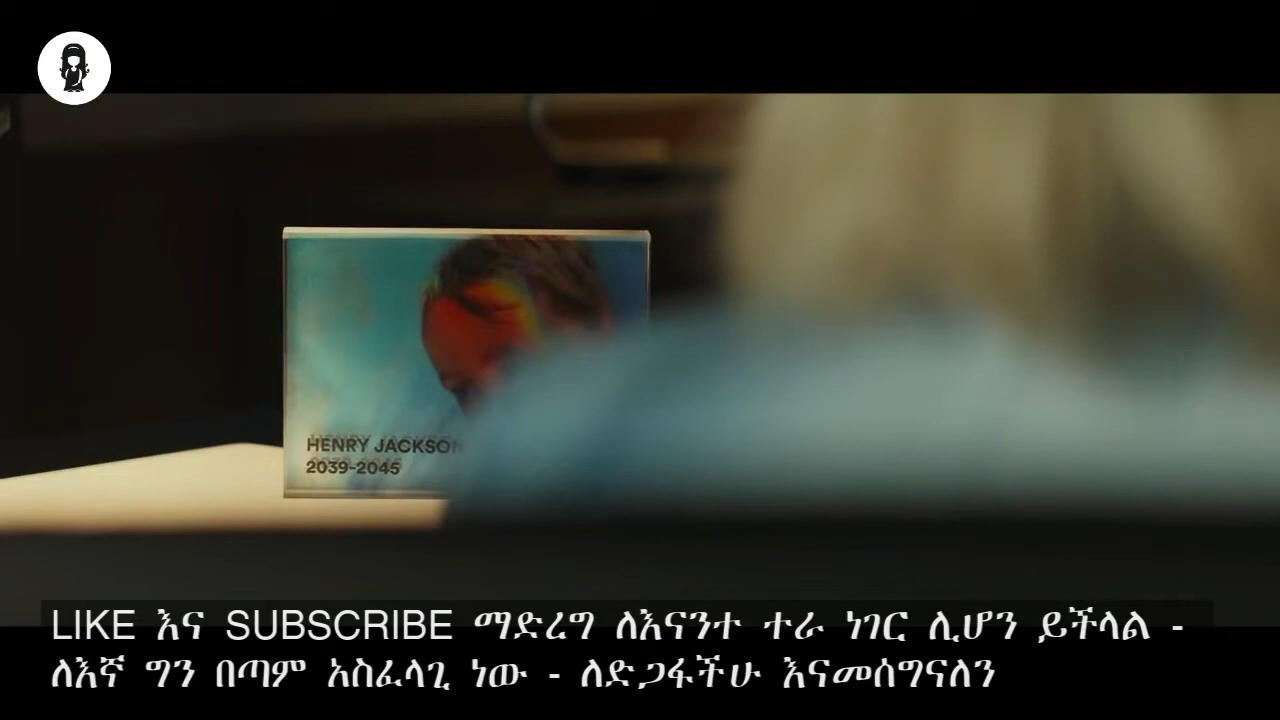 HENRY JACKSON
2039-2045
LIKE እና SUBSCRIBE ማድረግ ለእናንተ ተራ ነገር ሊሆን ይችላል -
ለእኛ ግን በጣም አስፈላጊ ነው - ለድጋፋችሁ እናመሰግናለን